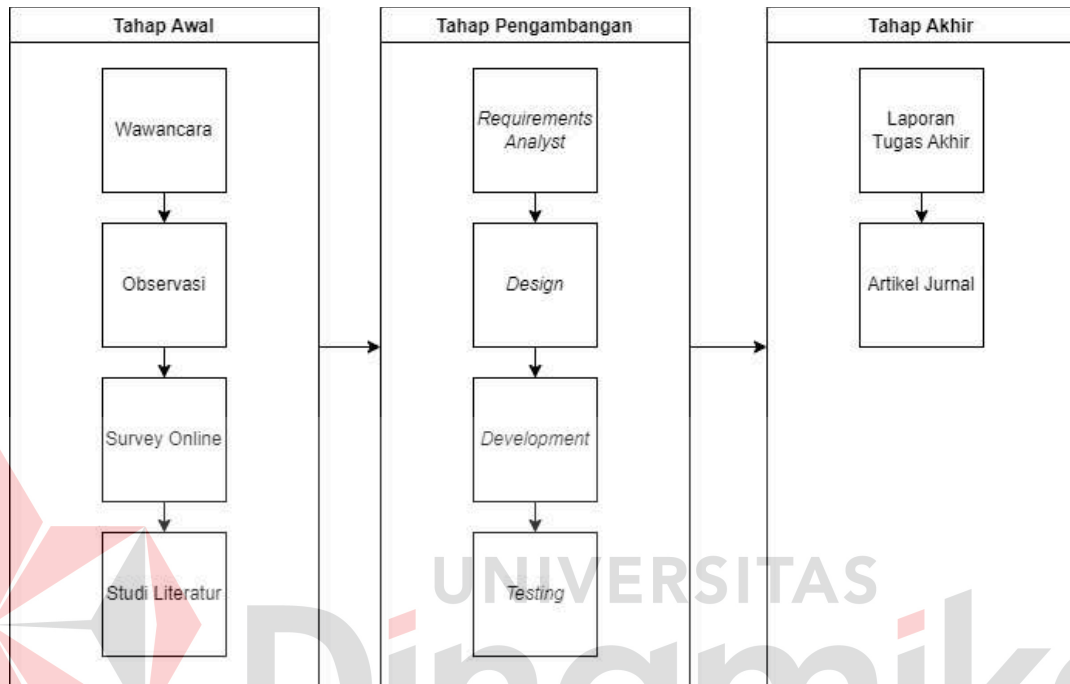 Tahap Awal
Wawancara
Observasi
Survey Online
Studi Literatur
Tahap Pengambangan
Requirements
Analyst
Design
Development
Testing
Tahap Akhir
Laporan
Tugas Akhir
Artikel Jurnal
UNIVERSITAS
Dinamika